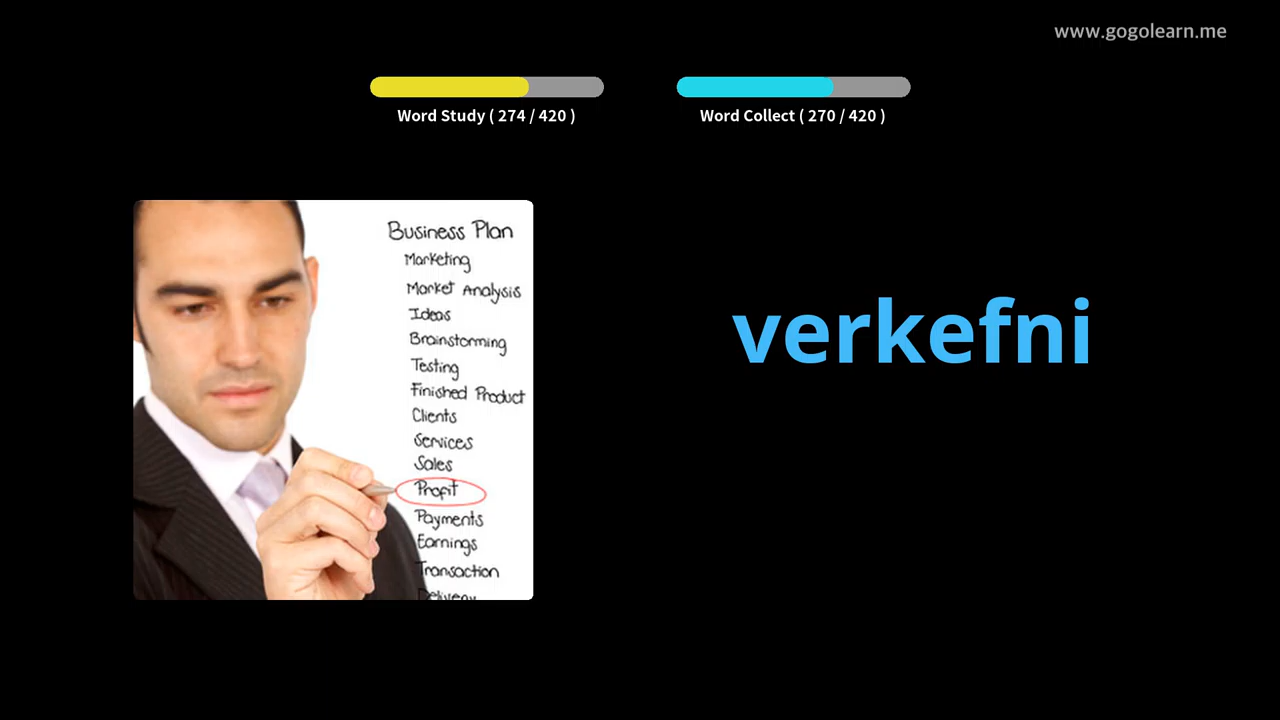 www.gogolearn.me
Word Study ( 274 / 420 )
Word Collect ( 270 / 420 )
Business Plan
Marketing
Market Analysis
Ideas
Brainstorming
Testing
Finished Product
Clients
Services
Sales
Profit
Payments
Earnings
Transaction
Delivery
verkefni